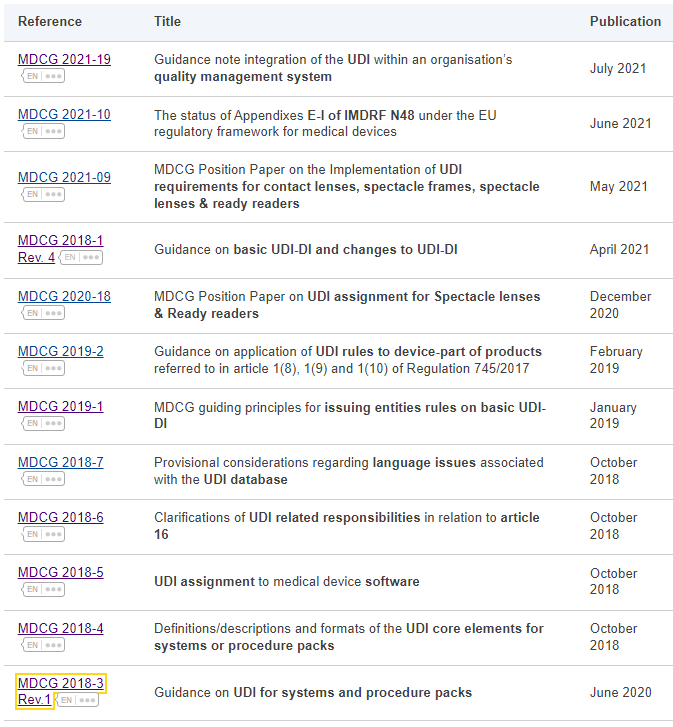 Reference Title Publication
MDCG 2021-19
EN
Guidance note integration of the UDI within an organisation's
quality management system
July 2021
MDCG 2021-10
EN
The status of Appendixes E-I of IMDRF N48 under the EU
regulatory framework for medical devices
June 2021
MDCG 2021-09
EN
MDCG Position Paper on the Implementation of UDI
requirements for contact lenses, spectacle frames, spectacle
lenses & ready readers
May 2021
MDCG 2018-1
Rev. 4 EN
Guidance on basic UDI-DI and changes to UDI-DI
April 2021
MDCG 2020-18
EN
MDCG Position Paper on UDI assignment for Spectacle lenses
& Ready readers
December
2020
MDCG 2019-2
EN
Guidance on application of UDI rules to device-part of products
referred to in article 1(8), 1(9) and 1(10) of Regulation 745/2017
February
2019
MDCG 2019-1
EN
MDCG guiding principles for issuing entities rules on basic UDI-
DI
January
2019
MDCG 2018-7
EN
Provisional considerations regarding language issues associated
with the UDI database
October
2018
MDCG 2018-6
EN
Clarifications of UDI related responsibilities in relation to article
16
October
2018
MDCG 2018-5
EN
UDI assignment to medical device software
October
2018
MDCG 2018-4
EN
Definitions/descriptions and formats of the UDI core elements for
systems or procedure packs
October
2018
MDCG 2018-3
Rev.1 EN
Guidance on UDI for systems and procedure packs
June 2020